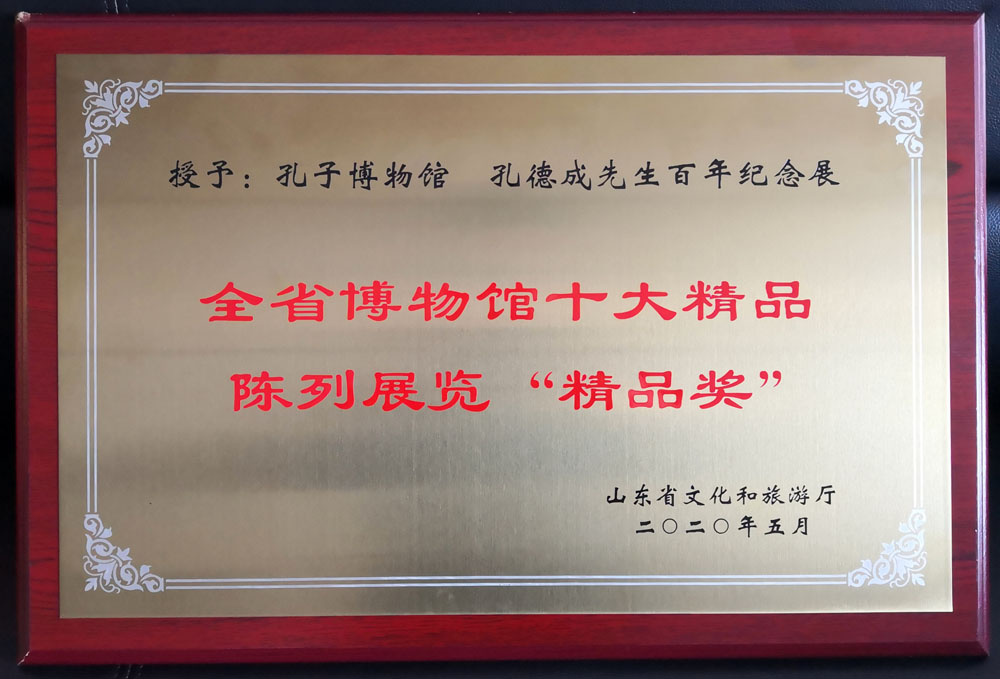 授予：孔子博物馆　孔德成先生百年纪念展
全省博物馆十大精品
陈列展览“精品奖”
山东省文化和旅游厅
二〇二〇年五月